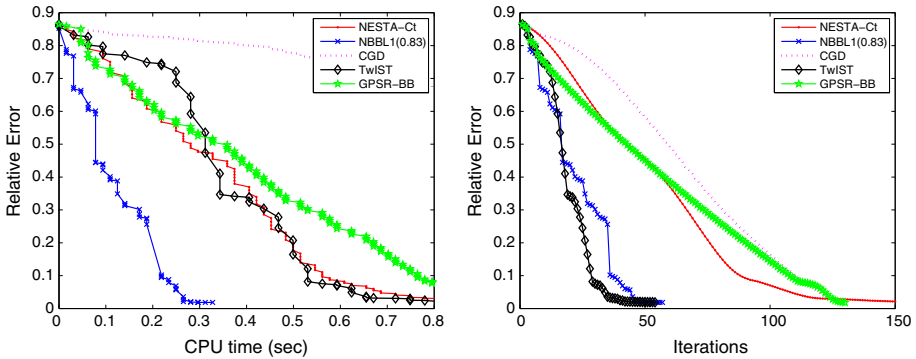 0.9
0.8
0.7
0.6
0.5
0.4
0.3
0.2
0.1
0
Relative Error
0 0.1 0.2 0.3 0.4 0.5 0.6 0.7 0.8
CPU time (sec)
NESTA-Ct
NBBL1(0.83)
CGD
TwIST
GPSR-BB
0.9
0.8
0.7
0.6
0.5
0.4
0.3
0.2
0.1
0
Relative Error
0 50 100 150
Iterations
NESTA-Ct
NBBL1(0.83)
CGD
TwIST
GPSR-BB